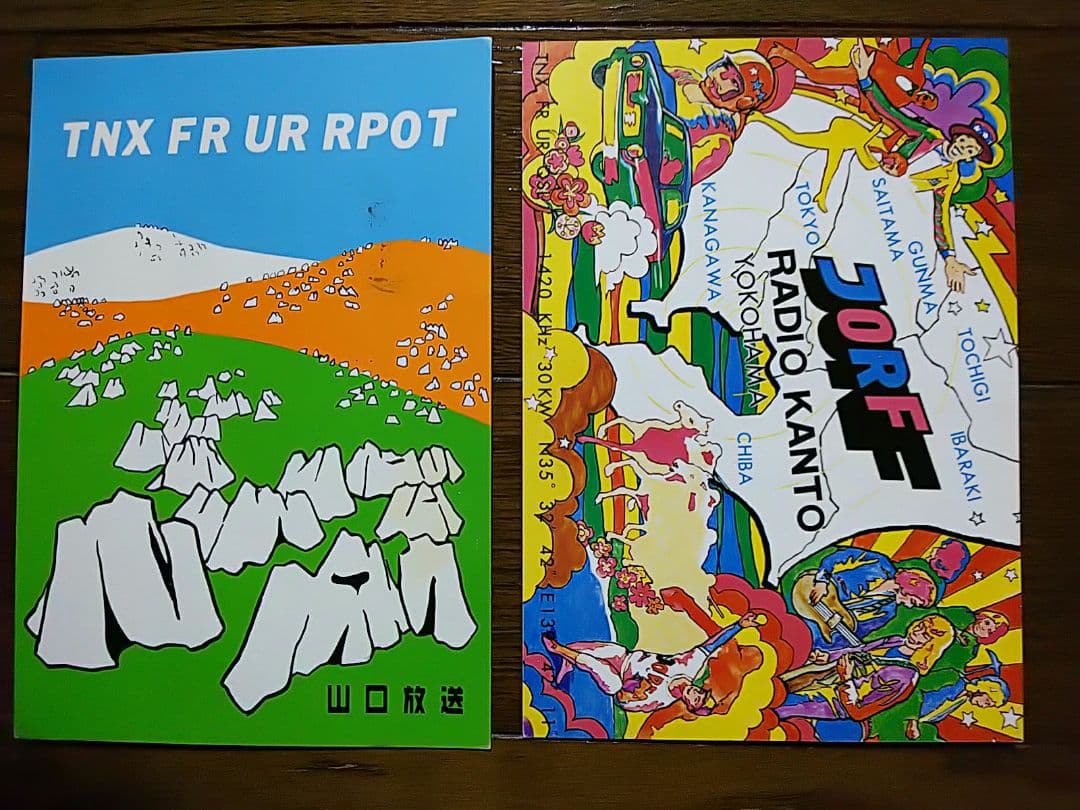 TNX FR UR RPOT
山口放送
JORF
RADIO KANTO
YOKOHAMA
GUNMA
TOCHIGI
IBARAKI
SAITAMA
TOKYO
KANAGAWA
CHIBA
TNX FR UR 1420 KHz 30KW